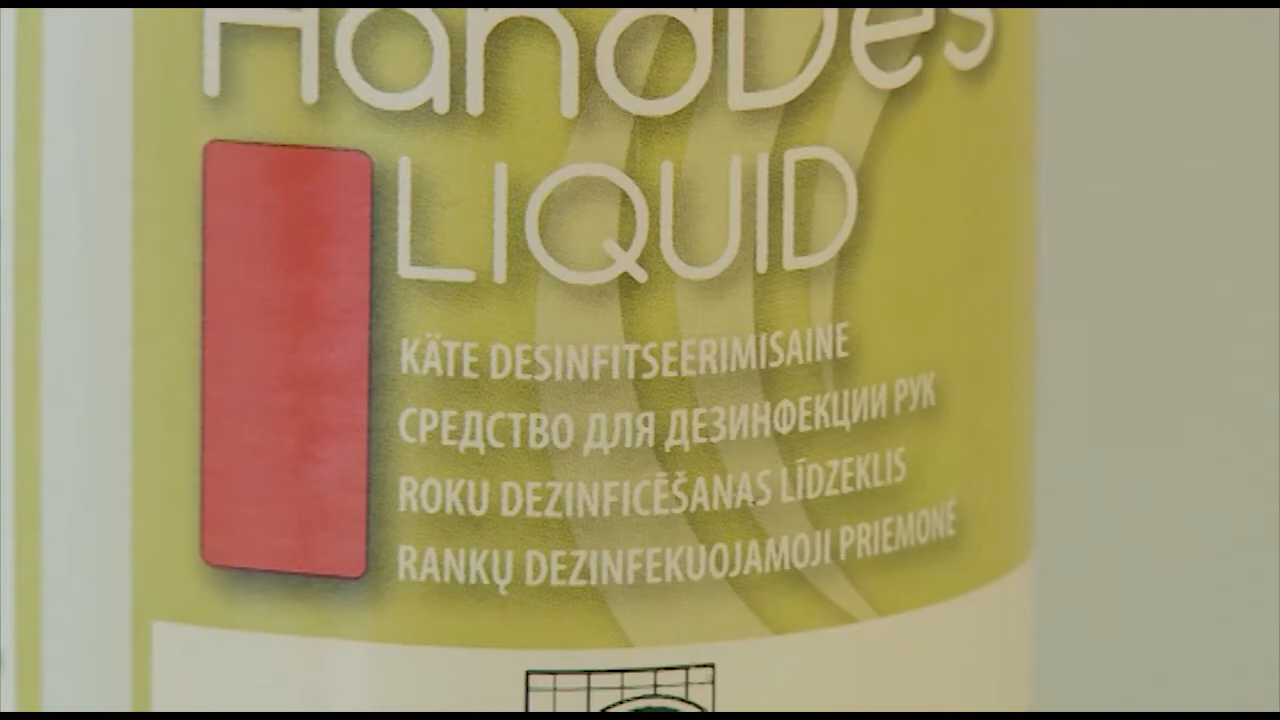 HandDes
LIQUID
KÄTE DESINFITSEERIMISAINE
СРЕДСТВО ДЛЯ ДЕЗИНФЕКЦИИ РУК
ROKU DEZINFICĒŠANAS LĪDZEKLIS
RANKŲ DEZINFEKUOJAMOJI PRIEMONĖ